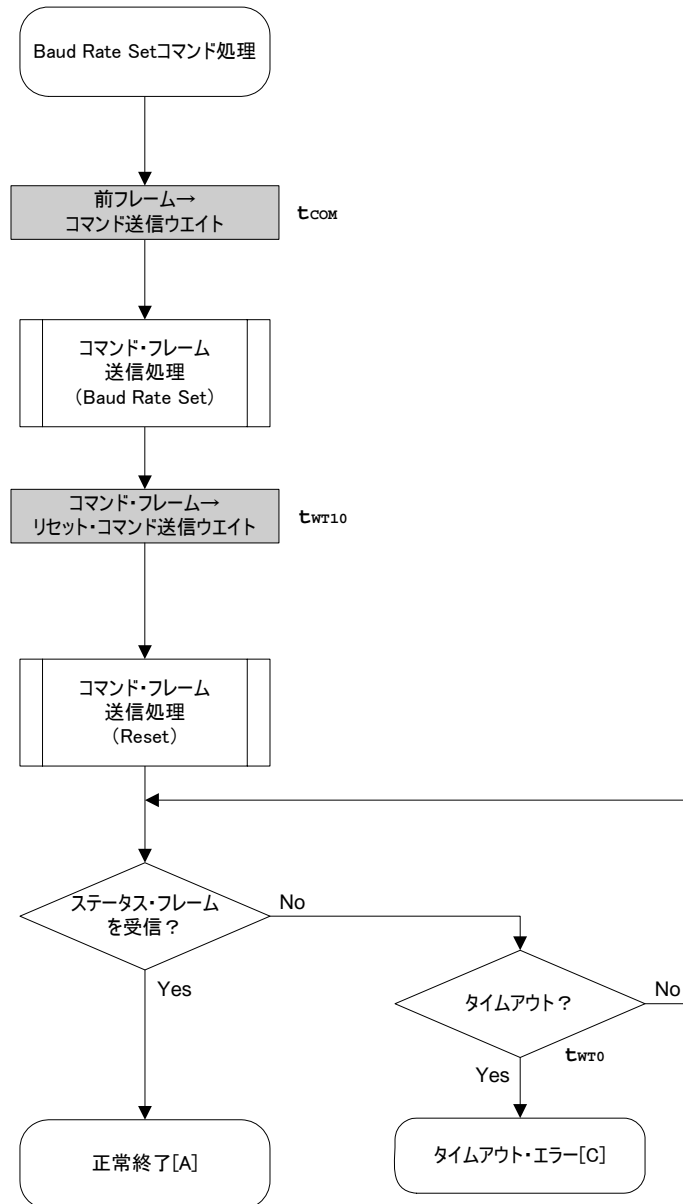 Baud Rate Setコマンド処理
前フレーム→
コマンド送信ウエイト
tCOM
コマンド・フレーム
送信処理
(Baud Rate Set)
コマンド・フレーム→
リセット・コマンド送信ウエイト
tWT10
コマンド・フレーム
送信処理
(Reset)
ステータス・フレーム
を受信?
No
Yes
タイムアウト?
No
tWT0
Yes
正常終了[A]
タイムアウト・エラー[C]